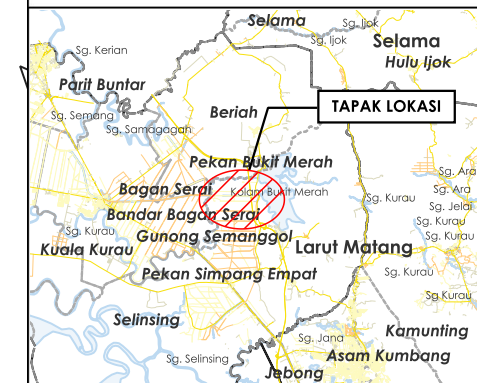 Selama
Sg. Ijok
Sg. Ijok
Selama
Sg. Kerian
Hulu Ijok
Parit Buntar
TAPAK LOKASI
Beriah
Sg. Semang
Sg. Samagagah
Pekan Bukit Merah
Sg. Ara
Bagan Serai
Kolam Bukit Merah
Sg. Ara
Sg. Kurau
Sg. Jelai
Bandar Bagan Serai
Sg. Kurau
Sg. Kurau
Gunong Semanggol
Sg. Kurau
Kuala Kurau
Larut Matang
Pekan Simpang Empat
Sg. Kurau
Sg Kurau
Selinsing
Kamunting
Sg. Jana
Sg. Selinsing
Asam Kumbang
Jebong